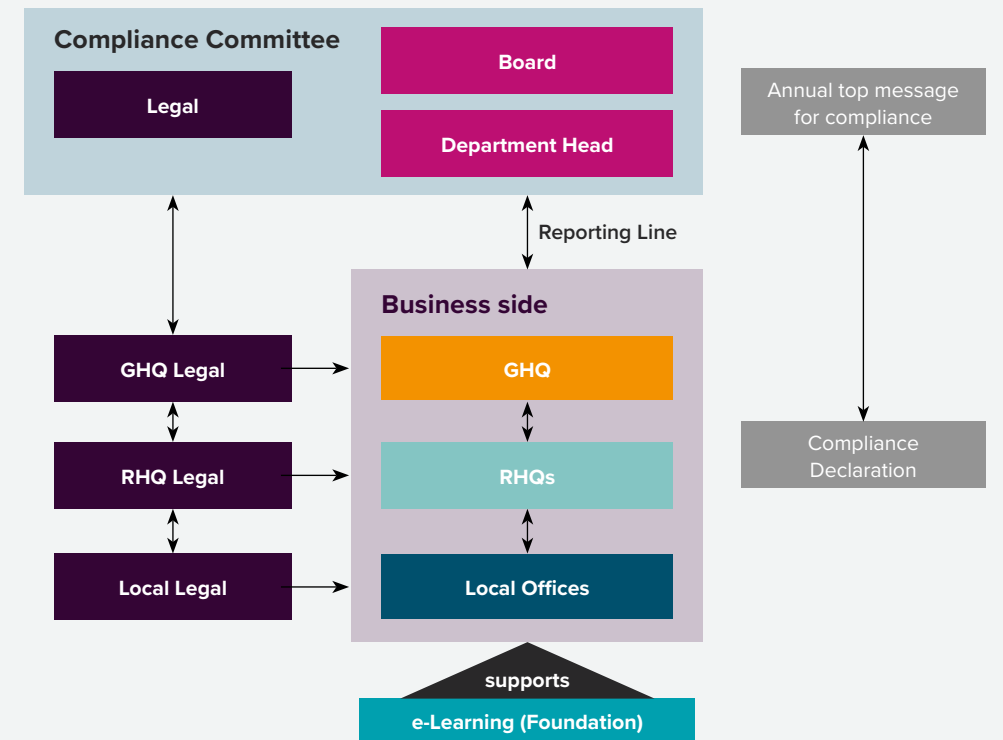 Compliance Committee
Legal
Board
Department Head
Annual top message
for compliance
Reporting Line
Business side
GHQ Legal
GHQ
RHQ Legal
RHQs
Compliance
Declaration
Local Legal
Local Offices
supports
e-Learning (Foundation)